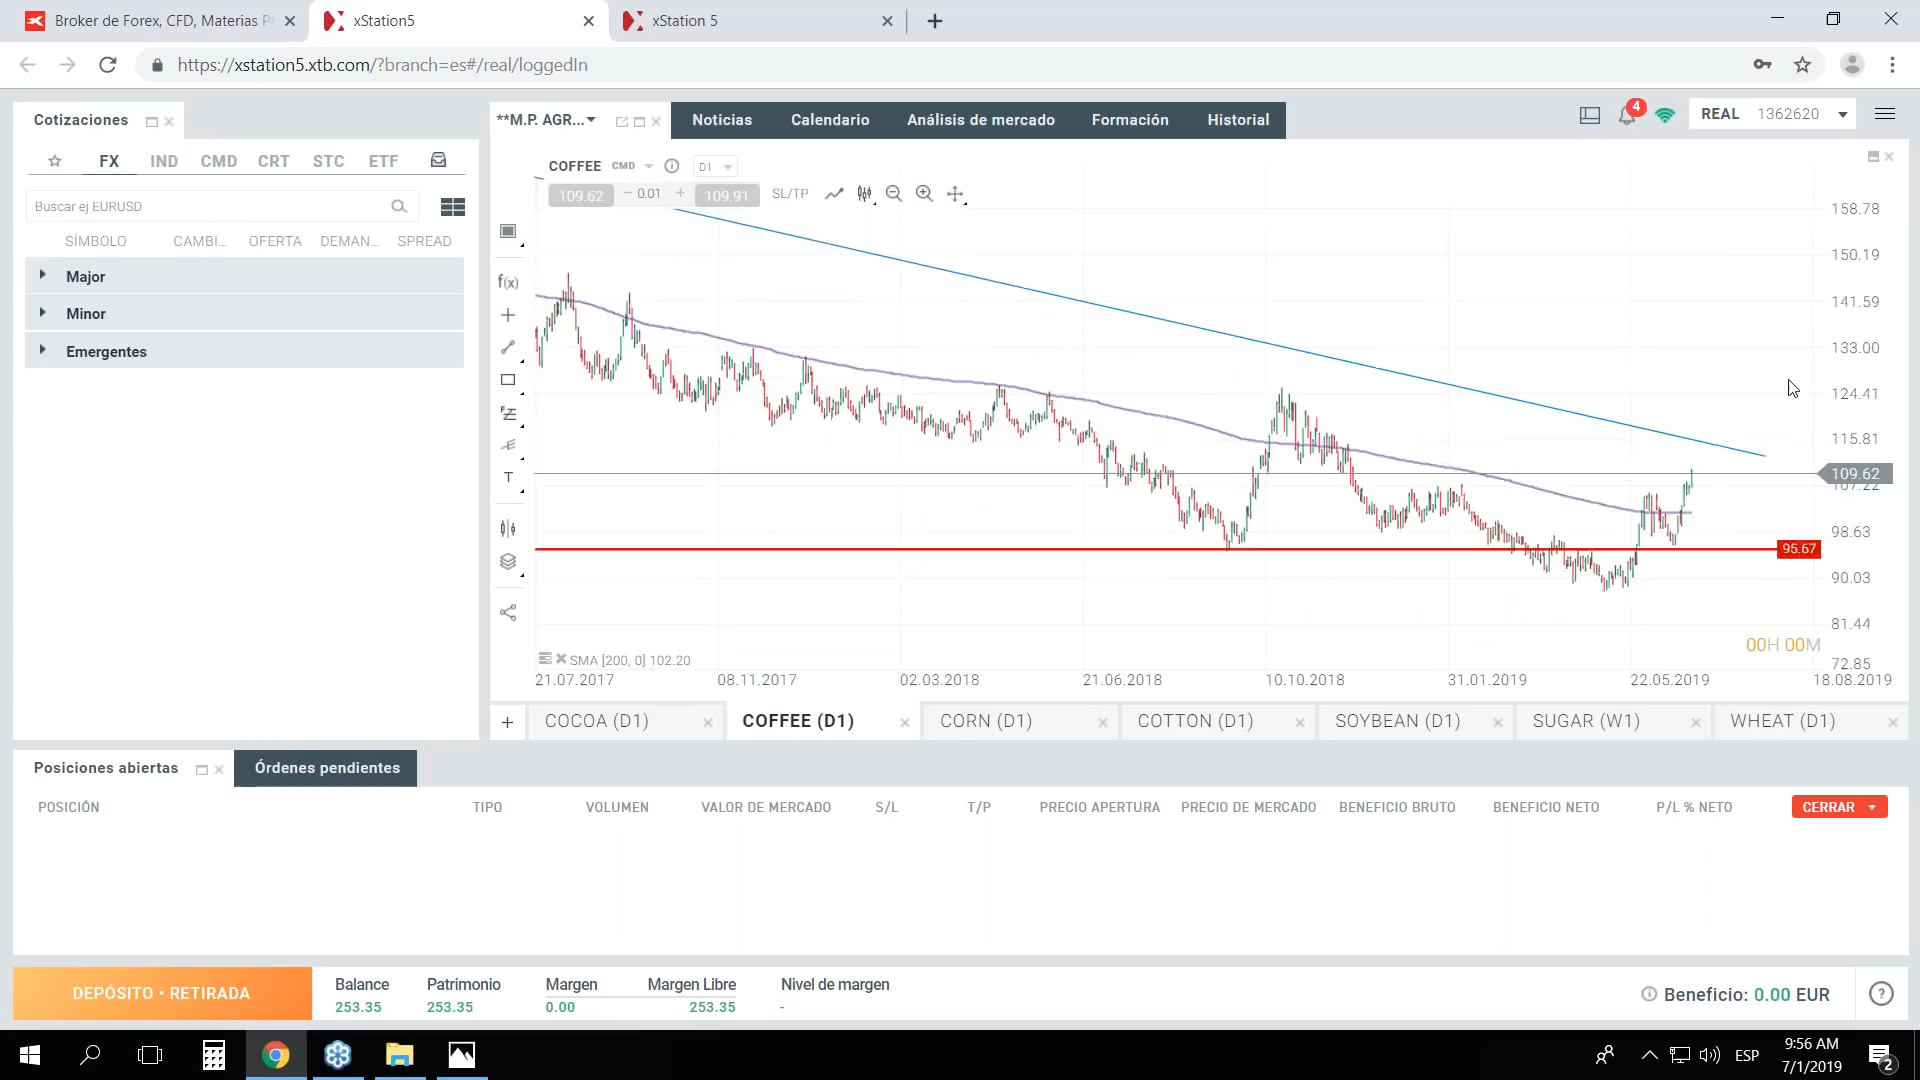 Broker de Forex, CFD, Materias P
xStation5
xStation 5
https://xstation5.xtb.com/?branch=es#/real/loggedIn
Cotizaciones
**M.P. AGR...
Noticias
Calendario
Análisis de mercado
Formación
Historial
4
REAL 1362620
FX IND CMD CRT STC ETF
Buscar ej EURUSD
SÍMBOLO CAMBI... OFERTA DEMAN... SPREAD
Major
Minor
Emergentes
COFFEE CMD D1
109.62 − 0.01 + 109.91 SL/TP
f(x)
T
158.78
150.19
141.59
133.00
124.41
115.81
109.62
107.22
98.63
95.67
90.03
81.44
00H 00M
72.85
SMA [200, 0] 102.20
21.07.2017 08.11.2017 02.03.2018 21.06.2018 10.10.2018 31.01.2019 22.05.2019 18.08.2019
+ COCOA (D1) COFFEE (D1) CORN (D1) COTTON (D1) SOYBEAN (D1) SUGAR (W1) WHEAT (D1)
Posiciones abiertas
Órdenes pendientes
POSICIÓN TIPO VOLUMEN VALOR DE MERCADO S/L T/P PRECIO APERTURA PRECIO DE MERCADO BENEFICIO BRUTO BENEFICIO NETO P/L % NETO CERRAR
DEPÓSITO • RETIRADA
Balance Patrimonio Margen Margen Libre Nivel de margen
253.35 253.35 0.00 253.35 -
Beneficio: 0.00 EUR
?
ESP
9:56 AM
7/1/2019
2